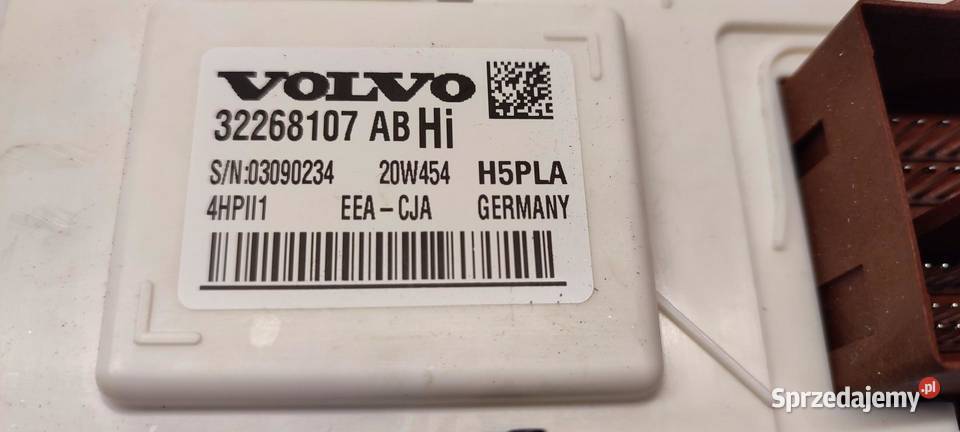 VOLVO
32268107 AB Hi
S/N:03090234 20W454 H5PLA
4HPII1 EEA-CJA GERMANY
Sprzedajemy.pl